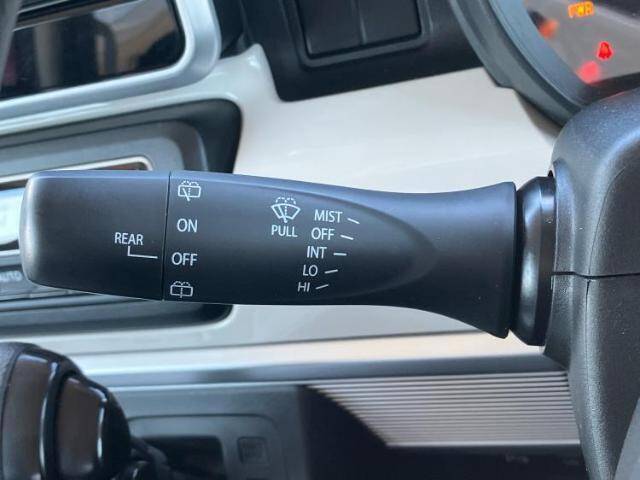 REAR
ON
OFF
PULL
MIST
OFF
INT
LO
HI